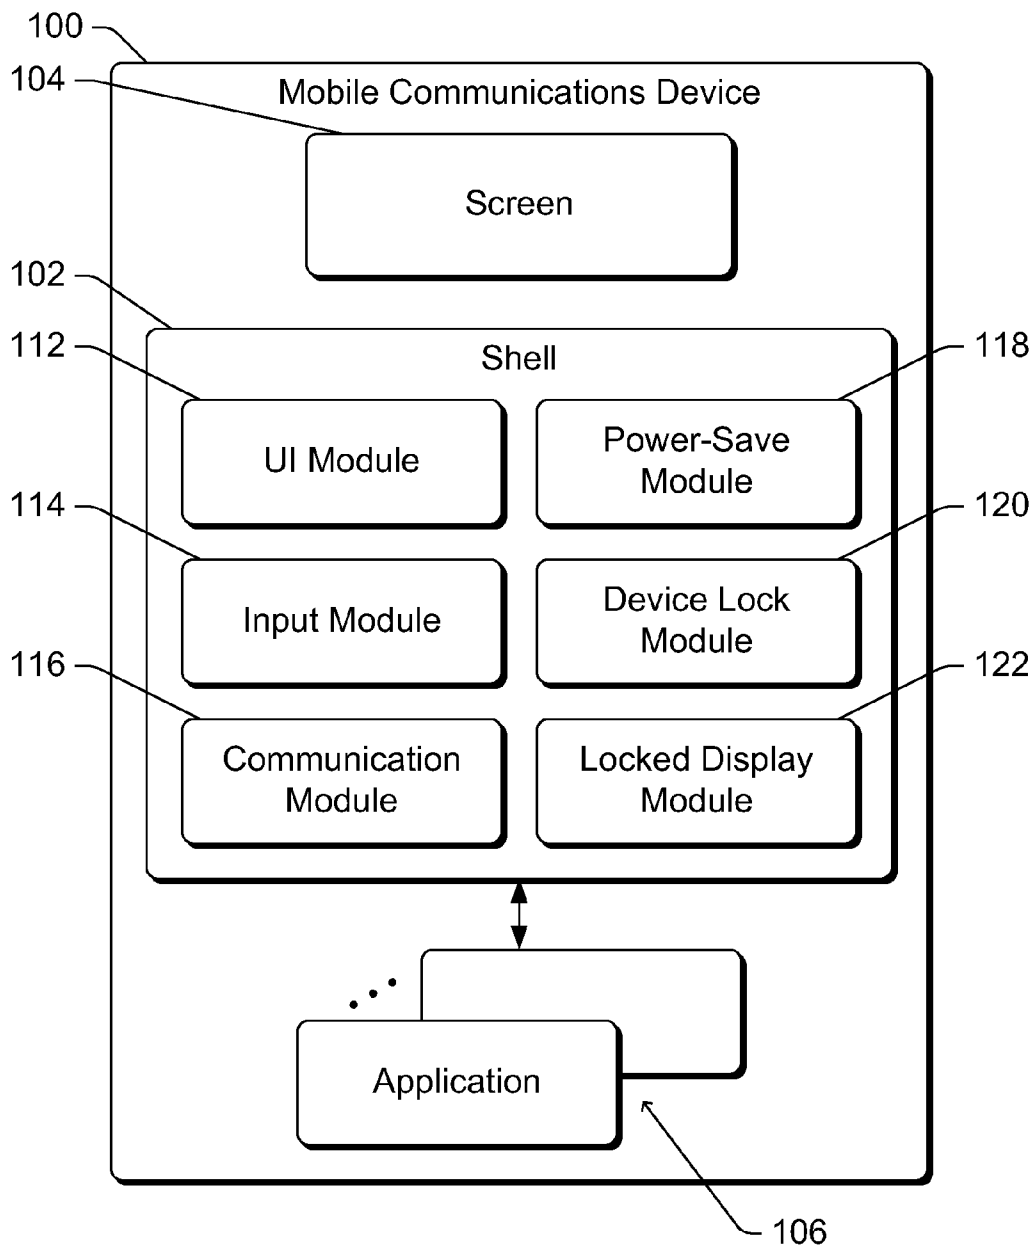 100
104
Mobile Communications Device
Screen
102
112
Shell
118
UI Module
Power-Save
Module
114
120
Input Module
Device Lock
Module
116
122
Communication
Module
Locked Display
Module
Application
106